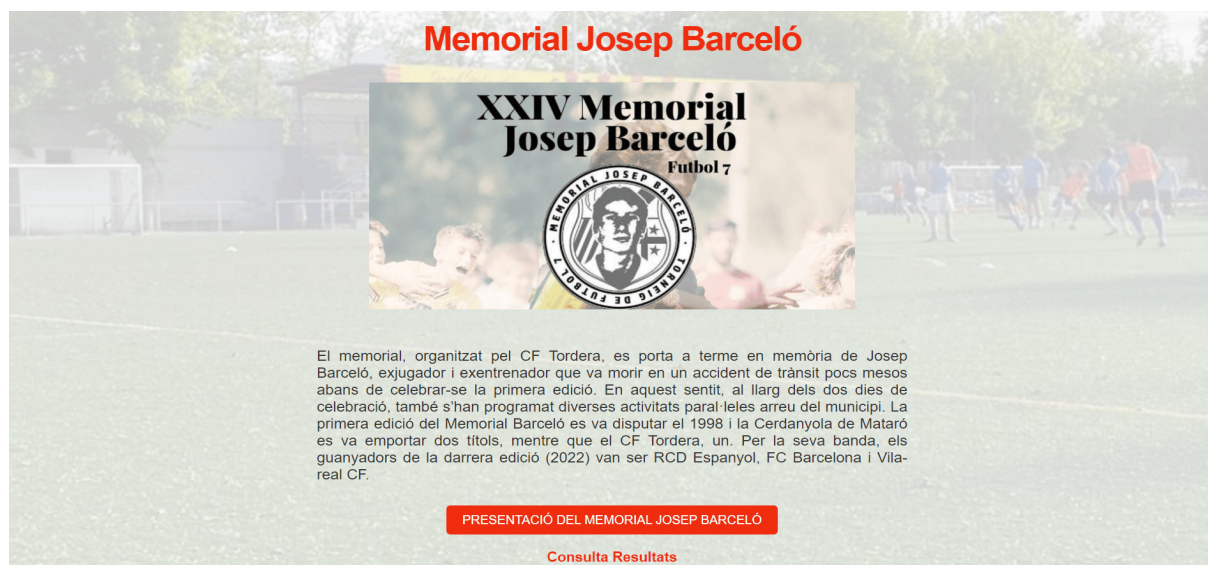 Memorial Josep Barceló
XXIV Memorial
Josep Barceló
Futbol 7
MEMORIAL JOSEP BARCELÓ · TORNEIG DE FUTBOL 7 ·
El memorial, organitzat pel CF Tordera, es porta a terme en memòria de Josep
Barceló, exjugador i exentrenador que va morir en un accident de trànsit pocs mesos
abans de celebrar-se la primera edició. En aquest sentit, al llarg dels dos dies de
celebració, també s'han programat diverses activitats paral·leles arreu del municipi. La
primera edició del Memorial Barceló es va disputar el 1998 i la Cerdanyola de Mataró
es va emportar dos títols, mentre que el CF Tordera, un. Per la seva banda, els
guanyadors de la darrera edició (2022) van ser RCD Espanyol, FC Barcelona i Vila-
real CF.
PRESENTACIÓ DEL MEMORIAL JOSEP BARCELÓ
Consulta Resultats